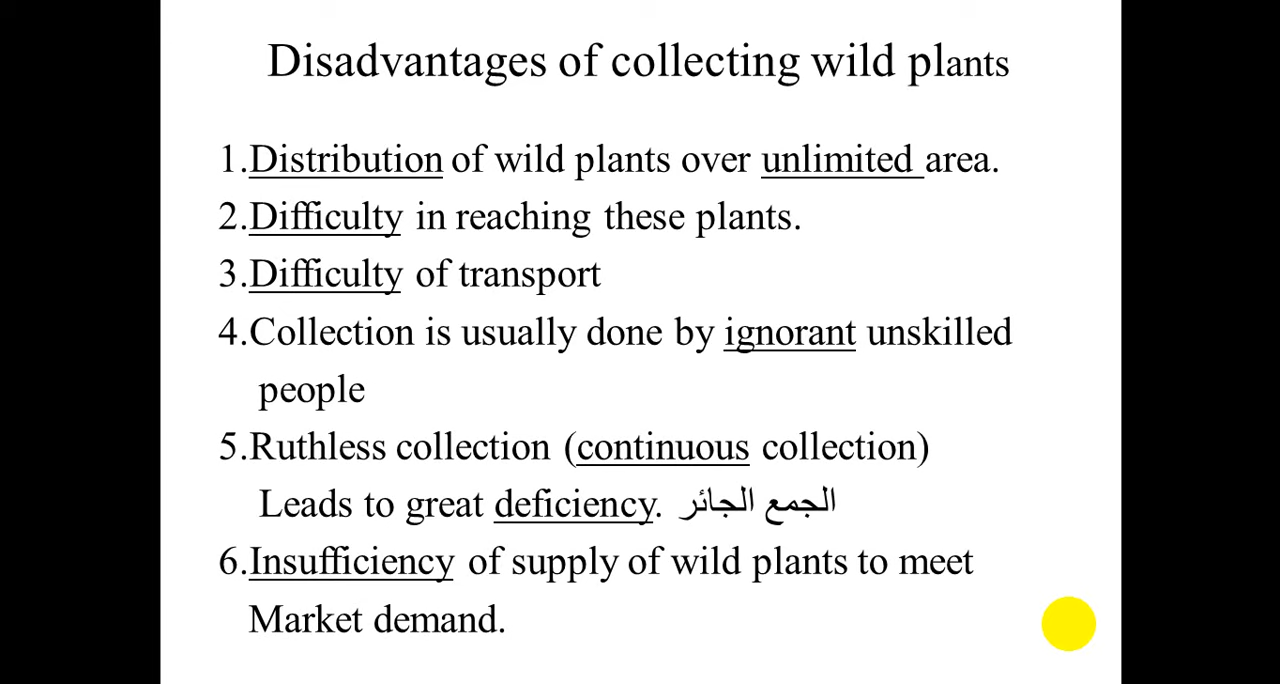 Disadvantages of collecting wild plants
1.Distribution of wild plants over unlimited area.
2.Difficulty in reaching these plants.
3.Difficulty of transport
4.Collection is usually done by ignorant unskilled
people
5.Ruthless collection (continuous collection)
Leads to great deficiency. الجمع الجائر
6.Insufficiency of supply of wild plants to meet
Market demand.